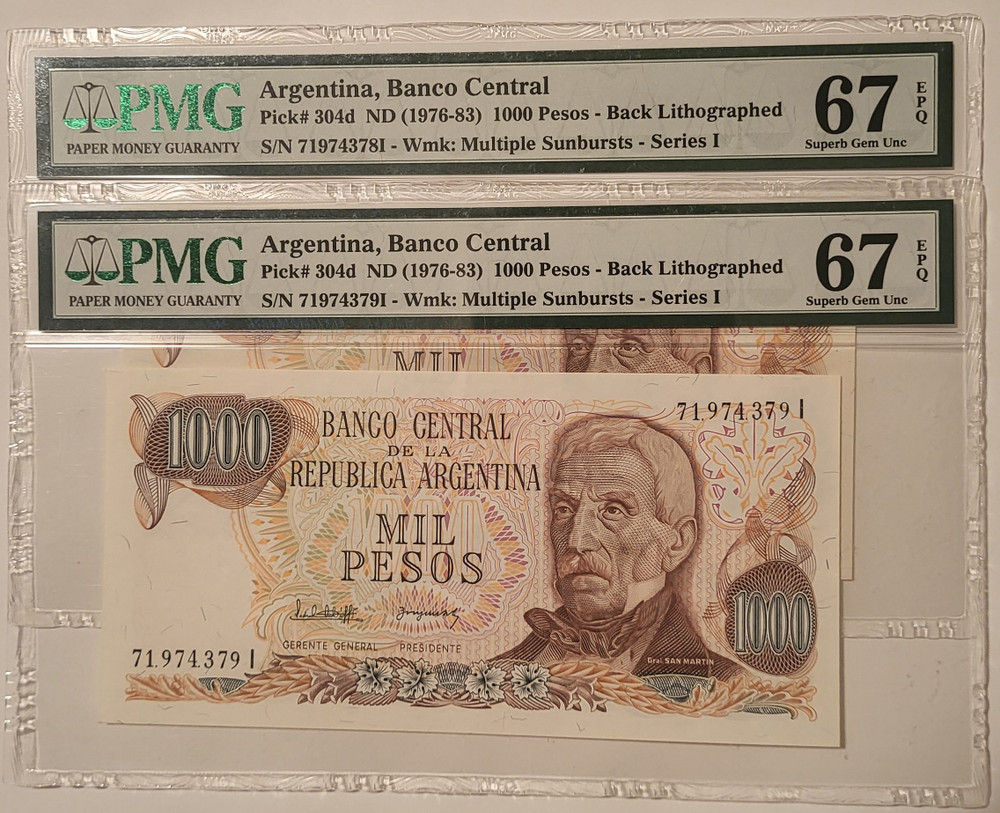 PMG
PAPER MONEY GUARANTY
Argentina, Banco Central
Pick# 304d ND (1976-83) 1000 Pesos - Back Lithographed
S/N 71974378I - Wmk: Multiple Sunbursts - Series I
67
EPQ
Superb Gem Unc
PMG
PAPER MONEY GUARANTY
Argentina, Banco Central
Pick# 304d ND (1976-83) 1000 Pesos - Back Lithographed
S/N 71974379I - Wmk: Multiple Sunbursts - Series I
67
EPQ
Superb Gem Unc
MIL
1000
BANCO CENTRAL
DE LA
REPUBLICA ARGENTINA
71.974.379 I
MIL
PESOS
GERENTE GENERAL PRESIDENTE
71.974.379 I
Gral. SAN MARTIN
1000